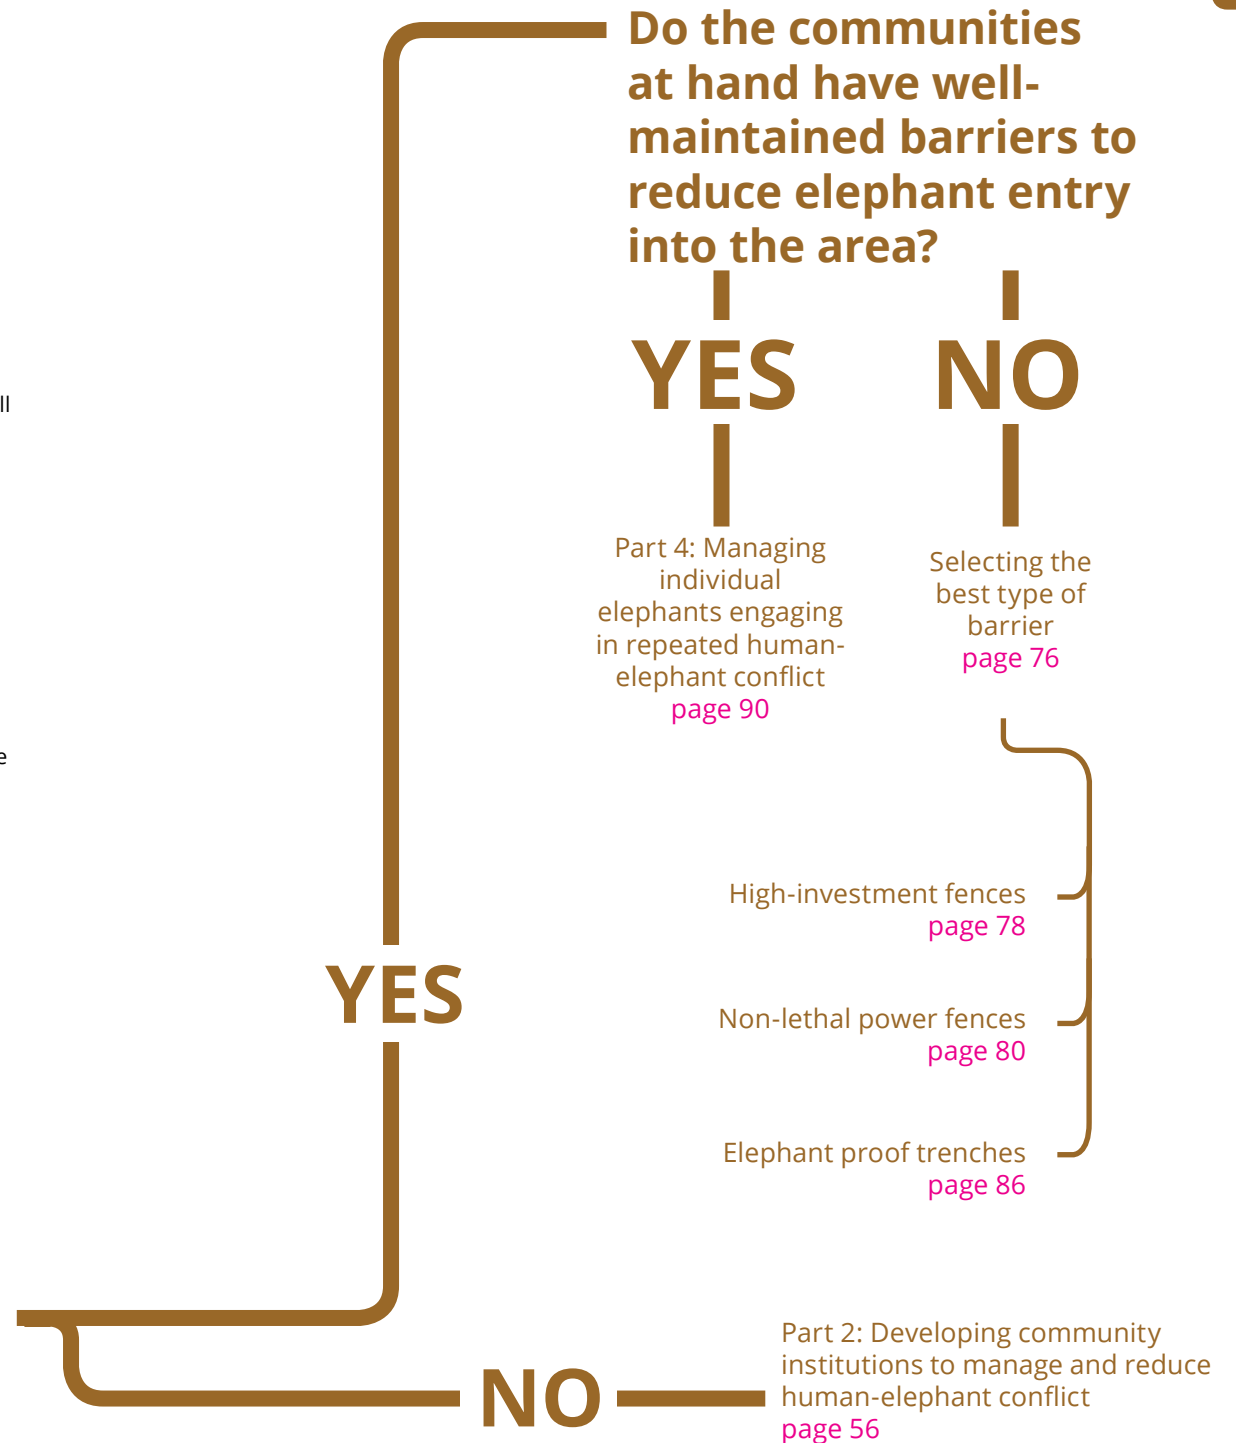 Do the communities
at hand have well-
maintained barriers to
reduce elephant entry
into the area?
YES
NO
Part 4: Managing
individual
elephants engaging
in repeated human-
elephant conflict
page 90
Selecting the
best type of
barrier
page 76
High-investment fences
page 78
Non-lethal power fences
page 80
Elephant proof trenches
page 86
YES
NO
Part 2: Developing community
institutions to manage and reduce
human-elephant conflict
page 56